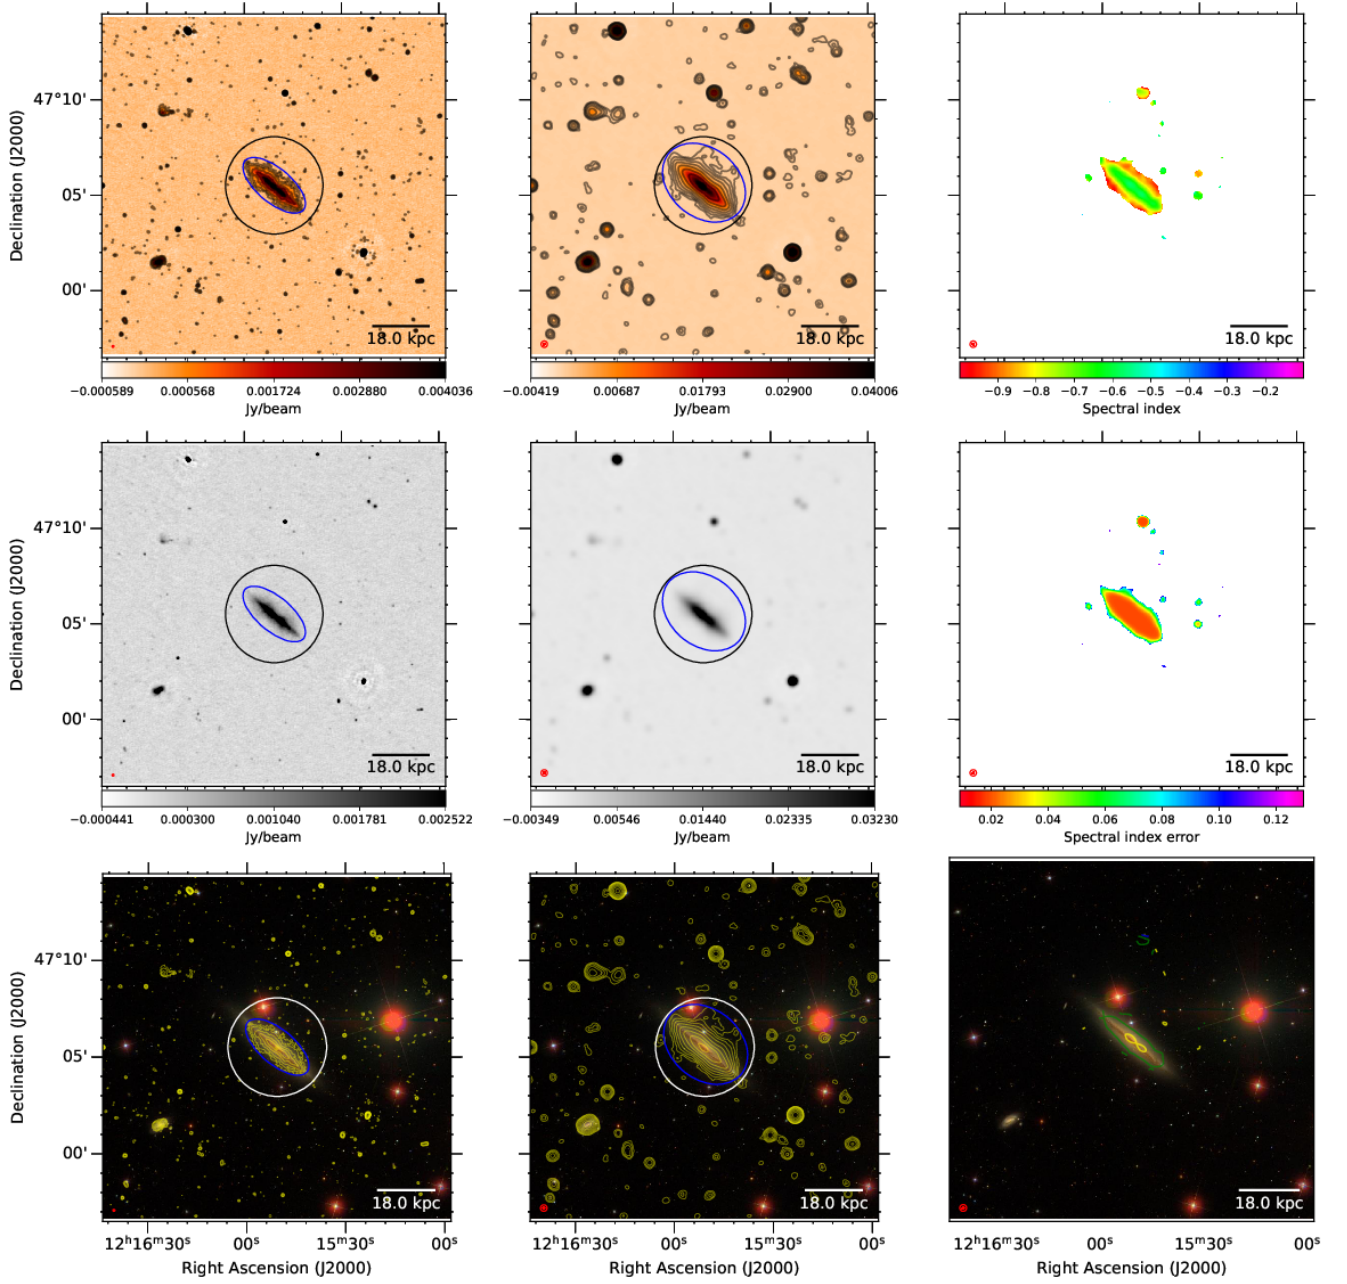 47°10'
05'
00'
Declination (J2000)
18.0 kpc
18.0 kpc
18.0 kpc
−0.000589 0.000568 0.001724 0.002880 0.004036
Jy/beam
−0.00419 0.00687 0.01793 0.02900 0.04006
Jy/beam
−0.9 −0.8 −0.7 −0.6 −0.5 −0.4 −0.3 −0.2
Spectral index
47°10'
05'
00'
Declination (J2000)
18.0 kpc
18.0 kpc
18.0 kpc
−0.000441 0.000300 0.001040 0.001781 0.002522
Jy/beam
−0.00349 0.00546 0.01440 0.02335 0.03230
Jy/beam
0.02 0.04 0.06 0.08 0.10 0.12
Spectral index error
47°10'
05'
00'
Declination (J2000)
18.0 kpc
18.0 kpc
18.0 kpc
12ʰ16ᵐ30ˢ 00ˢ 15ᵐ30ˢ 00ˢ
Right Ascension (J2000)
12ʰ16ᵐ30ˢ 00ˢ 15ᵐ30ˢ 00ˢ
Right Ascension (J2000)
12ʰ16ᵐ30ˢ 00ˢ 15ᵐ30ˢ 00ˢ
Right Ascension (J2000)